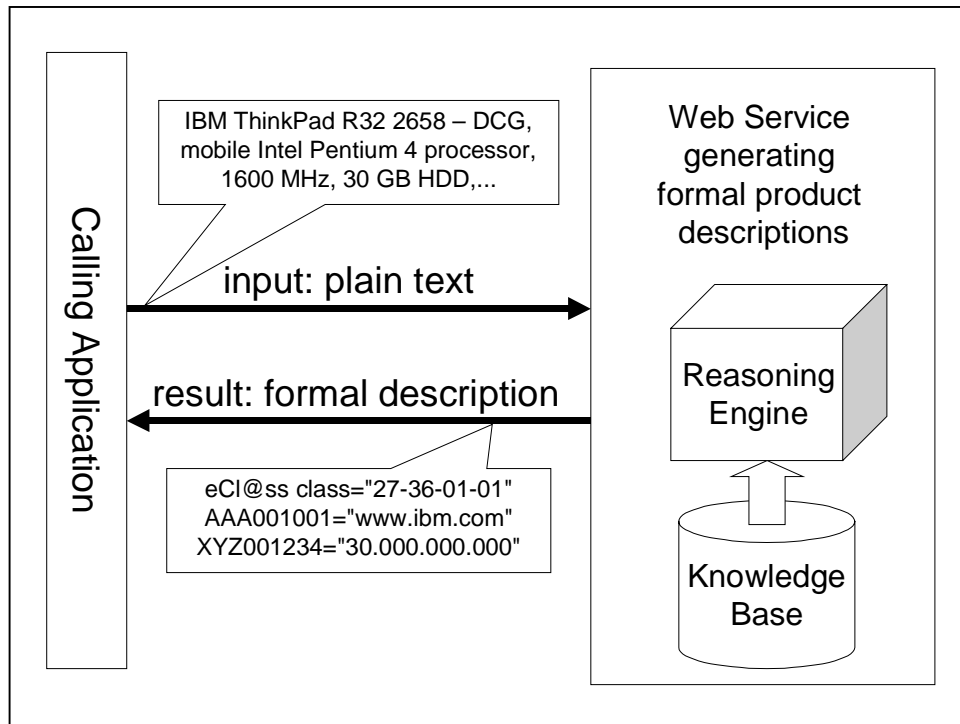 Calling Application
IBM ThinkPad R32 2658 – DCG,
mobile Intel Pentium 4 processor,
1600 MHz, 30 GB HDD,...
input: plain text
result: formal description
eCl@ss class="27-36-01-01"
AAA001001="www.ibm.com"
XYZ001234="30.000.000.000"
Web Service
generating
formal product
descriptions
Reasoning
Engine
Knowledge
Base